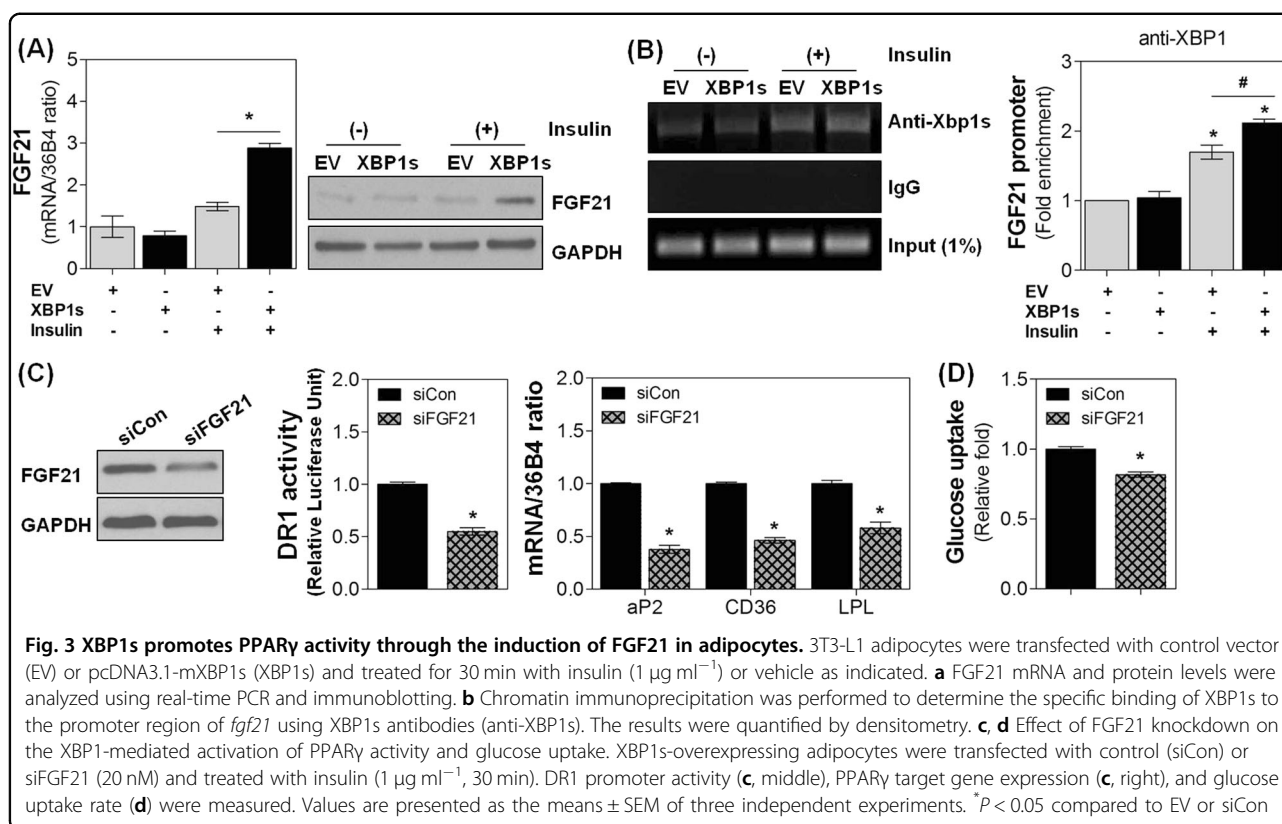 (A)
FGF21
(mRNA/36B4 ratio)
5
4
3
2
1
0
*
EV + - + -
XBP1s - + - +
Insulin - - + +
(-) (+) Insulin
EV XBP1s EV XBP1s
FGF21
GAPDH
(B)
(-) (+) Insulin
EV XBP1s EV XBP1s
Anti-Xbp1s
IgG
Input (1%)
anti-XBP1
FGF21 promoter
(Fold enrichment)
3
2
1
0
#
* *
EV + - + -
XBP1s - + - +
Insulin - - + +
(C)
siCon siFGF21
FGF21
GAPDH
DR1 activity
(Relative Luciferase Unit)
2.0
1.5
1.0
0.5
0.0
siCon
siFGF21
*
mRNA/36B4 ratio
2.0
1.5
1.0
0.5
0.0
siCon
siFGF21
* * *
aP2 CD36 LPL
(D)
Glucose uptake
(Relative fold)
1.5
1.0
0.5
0.0
siCon
siFGF21
*
Fig. 3 XBP1s promotes PPARγ activity through the induction of FGF21 in adipocytes. 3T3-L1 adipocytes were transfected with control vector
(EV) or pcDNA3.1-mXBP1s (XBP1s) and treated for 30 min with insulin (1 μg ml⁻¹) or vehicle as indicated. a FGF21 mRNA and protein levels were
analyzed using real-time PCR and immunoblotting. b Chromatin immunoprecipitation was performed to determine the specific binding of XBP1s to
the promoter region of fgf21 using XBP1s antibodies (anti-XBP1s). The results were quantified by densitometry. c, d Effect of FGF21 knockdown on
the XBP1-mediated activation of PPARγ activity and glucose uptake. XBP1s-overexpressing adipocytes were transfected with control (siCon) or
siFGF21 (20 nM) and treated with insulin (1 μg ml⁻¹, 30 min). DR1 promoter activity (c, middle), PPARγ target gene expression (c, right), and glucose
uptake rate (d) were measured. Values are presented as the means ± SEM of three independent experiments. *P < 0.05 compared to EV or siCon